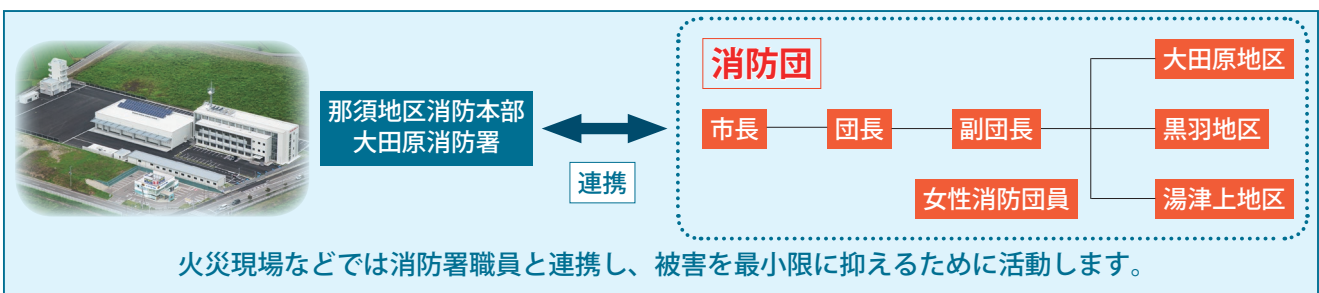 那須地区消防本部
大田原消防署
連携
消防団
市長
団長
副団長
大田原地区
黒羽地区
湯津上地区
女性消防団員
火災現場などでは消防署職員と連携し、被害を最小限に抑えるために活動します。